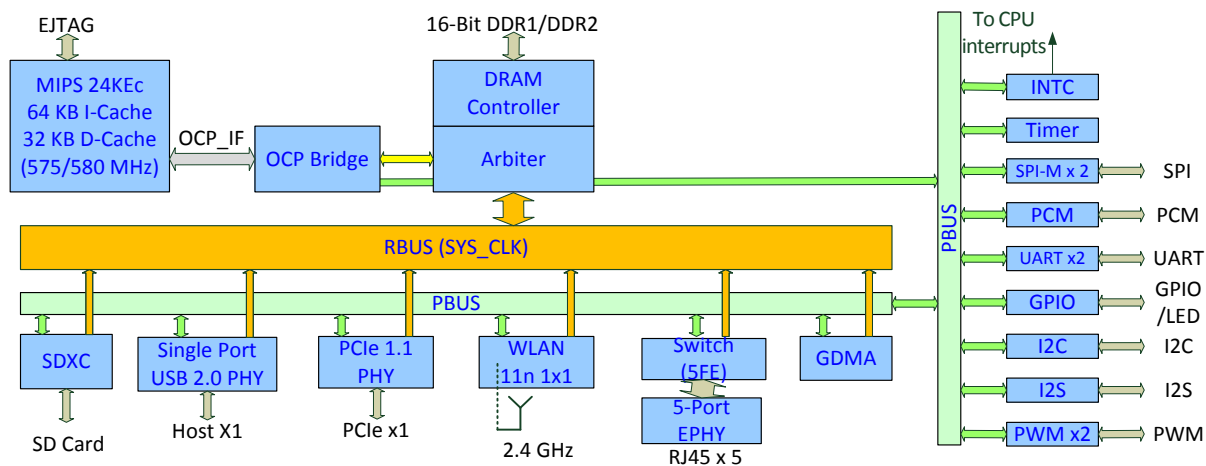 EJTAG
16-Bit DDR1/DDR2
To CPU
interrupts
MIPS 24KEc
64 KB I-Cache
32 KB D-Cache
(575/580 MHz)
OCP_IF
OCP Bridge
DRAM
Controller
Arbiter
RBUS (SYS_CLK)
PBUS
SDXC
Single Port
USB 2.0 PHY
PCIe 1.1
PHY
WLAN
11n 1x1
Switch
(5FE)
GDMA
5-Port
EPHY
SD Card
Host X1
PCIe x1
2.4 GHz
RJ45 x 5
PBUS
INTC
Timer
SPI-M x 2
SPI
PCM
PCM
UART x2
UART
GPIO
GPIO
/LED
I2C
I2C
I2S
I2S
PWM x2
PWM